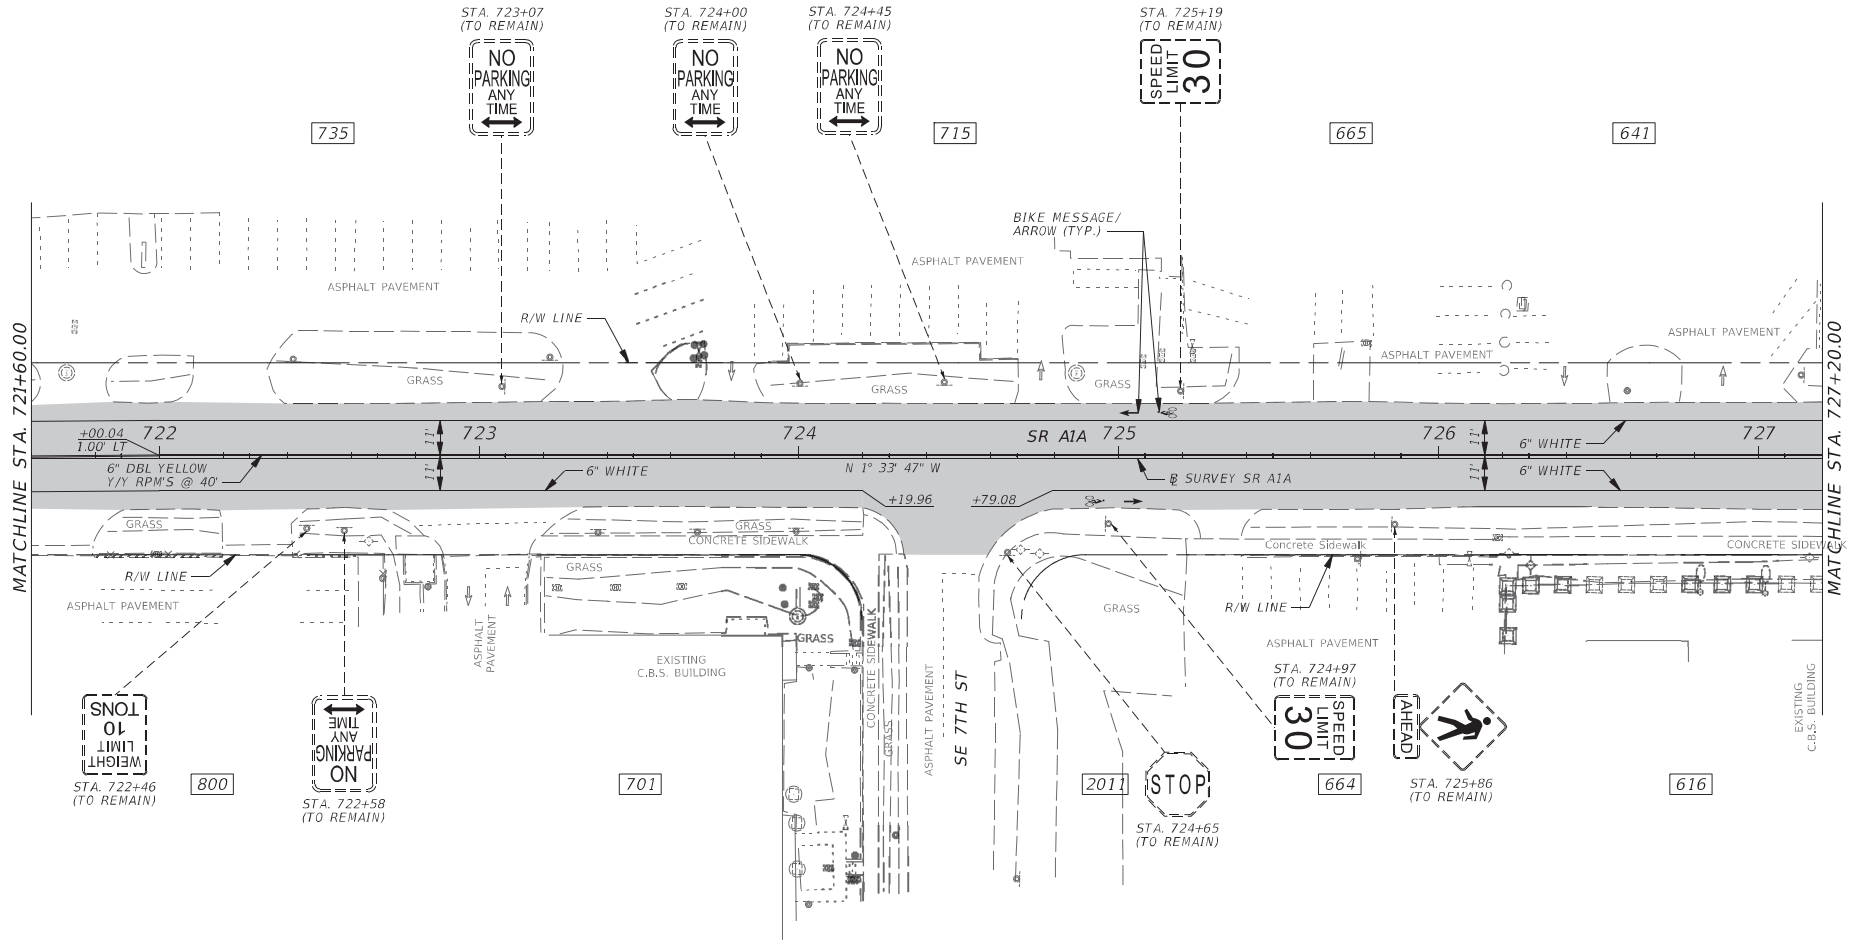 STA. 723+07
(TO REMAIN)
NO
PARKING
ANY
TIME
STA. 724+00
(TO REMAIN)
NO
PARKING
ANY
TIME
STA. 724+45
(TO REMAIN)
NO
PARKING
ANY
TIME
STA. 725+19
(TO REMAIN)
SPEED
LIMIT
30
735
715
665
641
BIKE MESSAGE/
ARROW (TYP.)
ASPHALT PAVEMENT
ASPHALT PAVEMENT
R/W LINE
ASPHALT PAVEMENT
ASPHALT PAVEMENT
GRASS
GRASS
GRASS
MATCHLINE STA. 721+60.00
MATCHLINE STA. 727+20.00
+00.04
1.00' LT
722
11'
723
724
SR A1A
725
726
11'
6" WHITE
727
6" DBL YELLOW
Y/Y RPM'S @ 40'
11'
6" WHITE
N 1° 33' 47" W
B SURVEY SR A1A
11'
6" WHITE
+19.96
+79.08
GRASS
GRASS
CONCRETE SIDEWALK
Concrete Sidewalk
CONCRETE SIDEWALK
R/W LINE
GRASS
ASPHALT PAVEMENT
GRASS
R/W LINE
ASPHALT
PAVEMENT
GRASS
ASPHALT PAVEMENT
EXISTING
C.B.S. BUILDING
CONCRETE SIDEWALK
GRASS
ASPHALT PAVEMENT
SE 7TH ST
EXISTING
C.B.S. BUILDING
WEIGHT
LIMIT
10
TONS
STA. 722+46
(TO REMAIN)
800
NO
PARKING
ANY
TIME
STA. 722+58
(TO REMAIN)
701
2011
STOP
STA. 724+65
(TO REMAIN)
STA. 724+97
(TO REMAIN)
SPEED
LIMIT
30
664
AHEAD
STA. 725+86
(TO REMAIN)
616